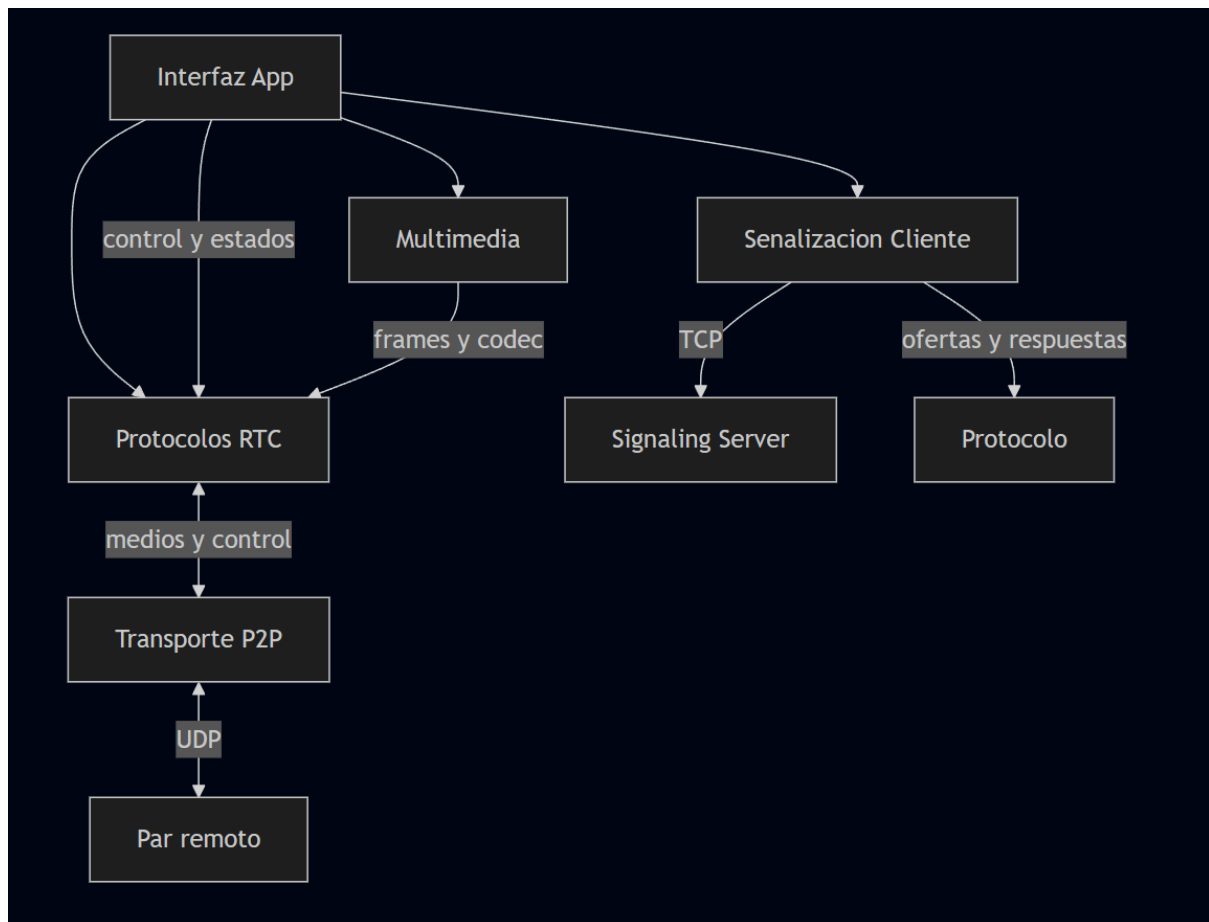 Interfaz App
control y estados
Multimedia
Senalizacion Cliente
frames y codec
TCP
ofertas y respuestas
Protocolos RTC
Signaling Server
Protocolo
medios y control
Transporte P2P
UDP
Par remoto